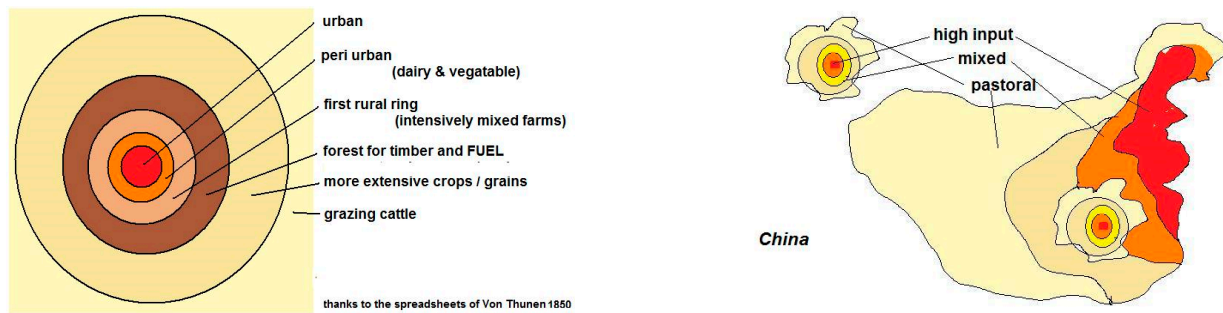 urban
peri urban
(dairy & vegatable)
first rural ring
(intensively mixed farms)
forest for timber and FUEL
more extensive crops / grains
grazing cattle
thanks to the spreadsheets of Von Thunen 1850
high input
mixed
pastoral
China